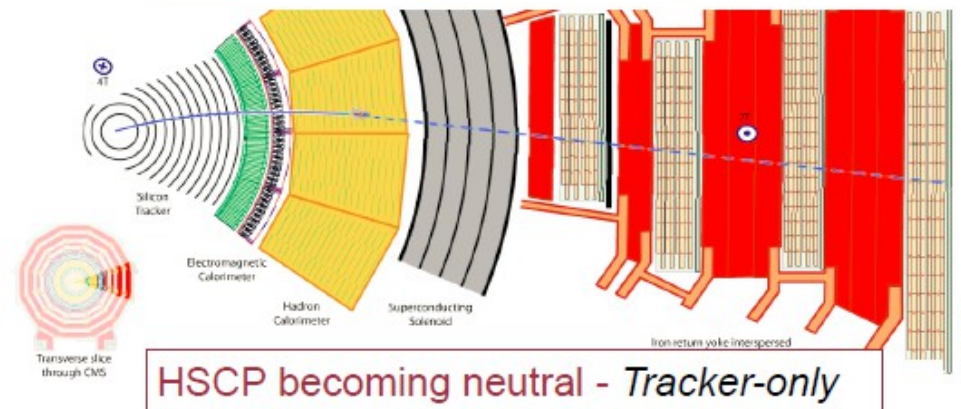 4T
2T
Silicon
Tracker
Electromagnetic
Calorimeter
Hadron
Calorimeter
Superconducting
Solenoid
Iron return yoke interspersed
Transverse slice
through CMS
HSCP becoming neutral - Tracker-only